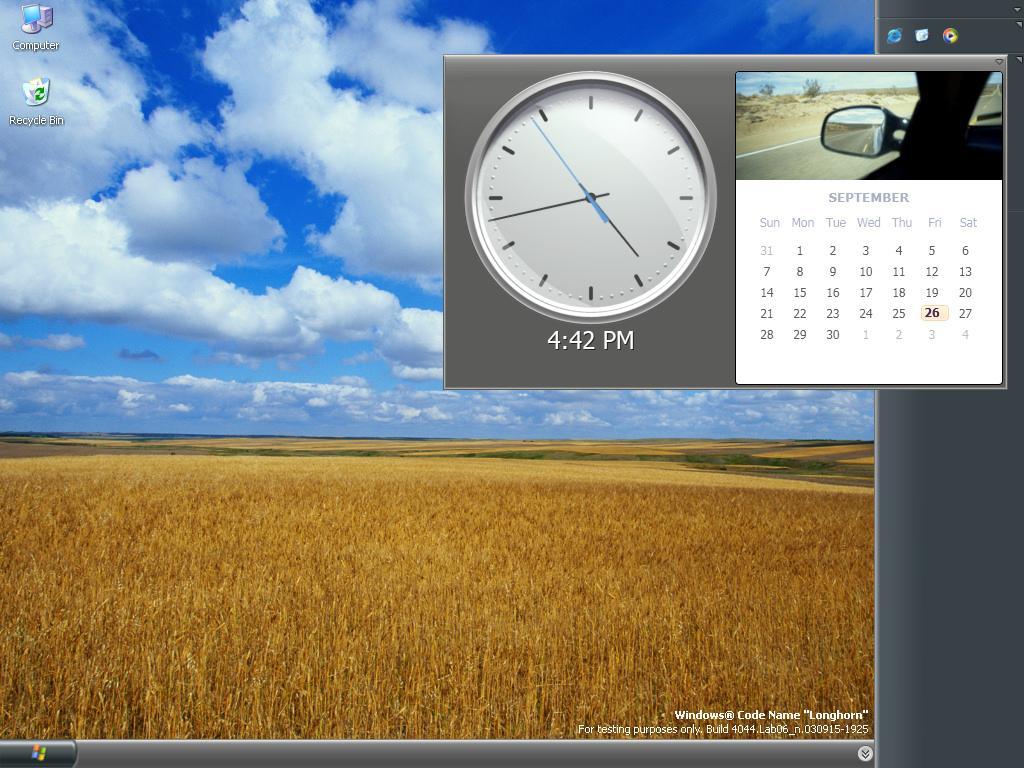 Computer
Recycle Bin
4:42 PM
SEPTEMBER
Sun Mon Tue Wed Thu Fri Sat
31 1 2 3 4 5 6
7 8 9 10 11 12 13
14 15 16 17 18 19 20
21 22 23 24 25 26 27
28 29 30 1 2 3 4
Windows® Code Name "Longhorn"
For testing purposes only. Build 4044.Lab06_n.030915-1925